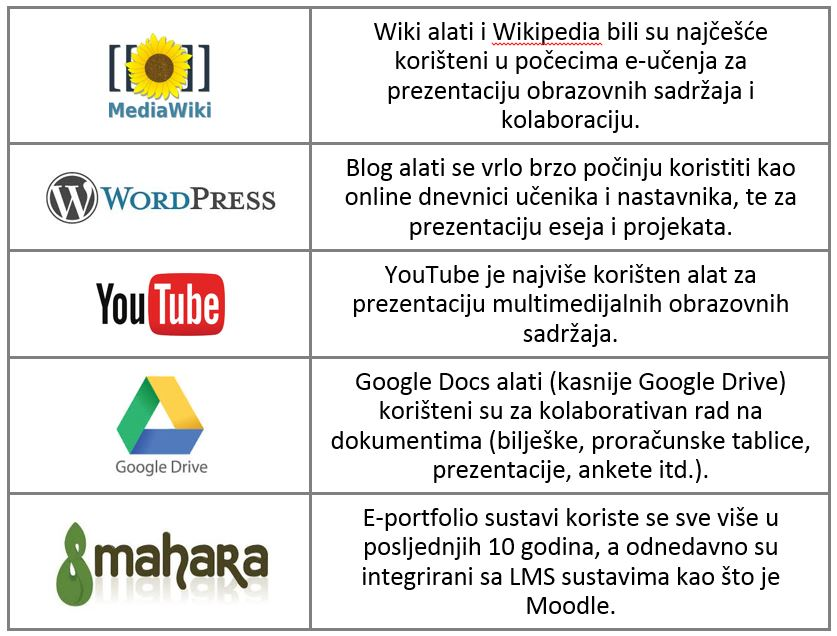 [[ ]]
MediaWiki
Wiki alati i Wikipedia bili su najčešće
korišteni u počecima e-učenja za
prezentaciju obrazovnih sadržaja i
kolaboraciju.
W WORDPRESS
Blog alati se vrlo brzo počinju koristiti kao
online dnevnici učenika i nastavnika, te za
prezentaciju eseja i projekata.
YouTube
YouTube je najviše korišten alat za
prezentaciju multimedijalnih obrazovnih
sadržaja.
Google Drive
Google Docs alati (kasnije Google Drive)
korišteni su za kolaborativan rad na
dokumentima (bilješke, proračunske tablice,
prezentacije, ankete itd.).
mahara
E-portfolio sustavi koriste se sve više u
posljednjih 10 godina, a odnedavno su
integrirani sa LMS sustavima kao što je
Moodle.